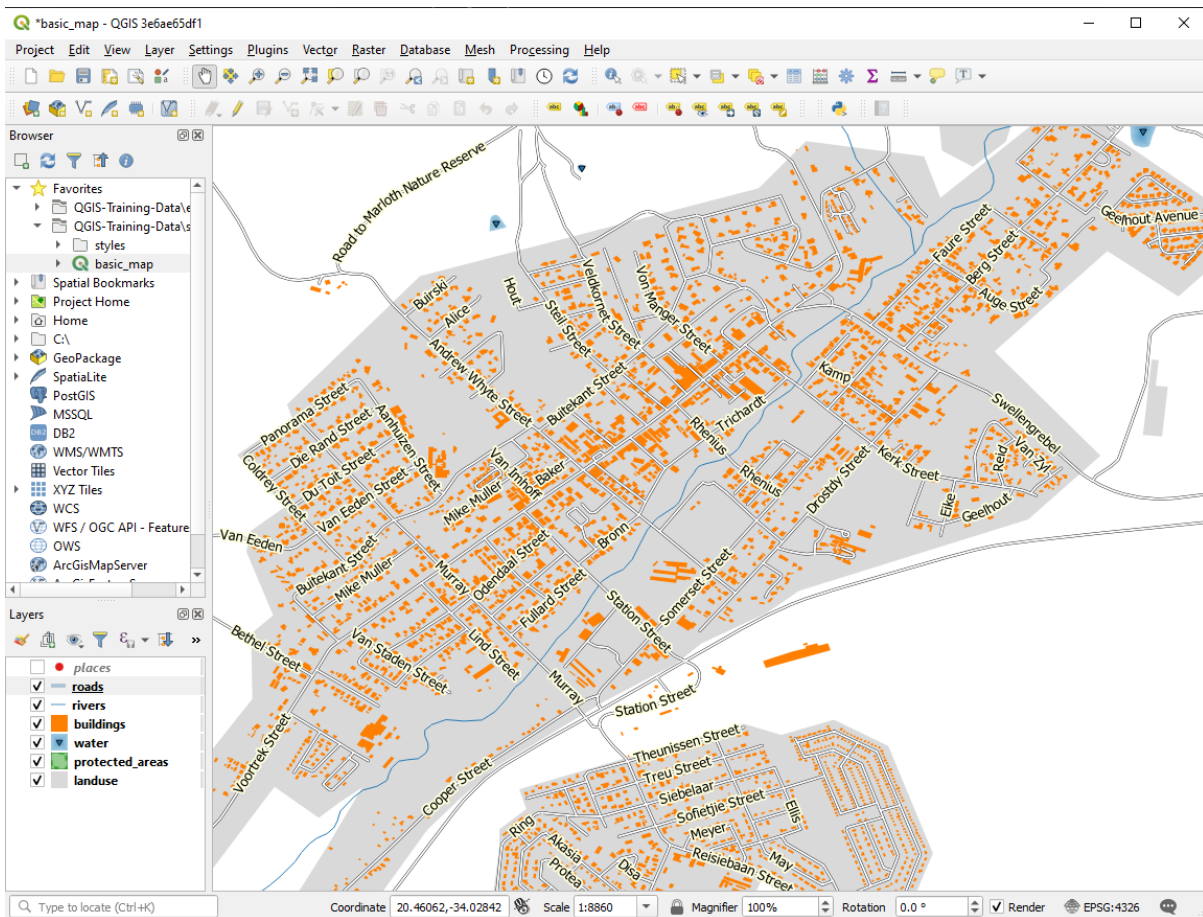 *basic_map - QGIS 3e6ae65df1
Project Edit View Layer Settings Plugins Vector Raster Database Mesh Processing Help
Browser
Favorites
QGIS-Training-Data\e
QGIS-Training-Data\s
styles
basic_map
Spatial Bookmarks
Project Home
Home
C:\
GeoPackage
SpatiaLite
PostGIS
MSSQL
DB2
WMS/WMTS
Vector Tiles
XYZ Tiles
WCS
WFS / OGC API - Feature
OWS
ArcGisMapServer
Layers
places
roads
rivers
buildings
water
protected_areas
landuse
Road to Marloth Nature Reserve
Geelhout Avenue
Faure Street
Berg Street
Auge Street
Buirski
Alice
Hout
Steil Street
Veldkornet Street
Von Manger Street
Andrew Whyte Street
Buitekant Street
Kamp
Swellengrebel
Panorama Street
Die Rand Street
Aanhuizen Street
Du Toit Street
Coldrey Street
Van Eeden Street
Van Imhoff
Baker
Mike Muller
Rhenius
Trichardt
Rhenius
Drostdy Street
Kerk Street
Reid
Van Zyl
Eike
Geelhout
Van Eeden
Buitekant Street
Mike Muller
Murray
Odendaal Street
Bronn
Fullard Street
Station Street
Somerset Street
Bethel Street
Van Staden Street
Lind Street
Murray
Station Street
Voortrek Street
Cooper Street
Theunissen Street
Treu Street
Siebelaar
Sofietjie Street
Ellis
Meyer
Ring
Akasia
Protea
Disa
Reisiebaan Street
May
Type to locate (Ctrl+K)
Coordinate 20.46062,-34.02842 Scale 1:8860 Magnifier 100% Rotation 0.0 ° Render EPSG:4326